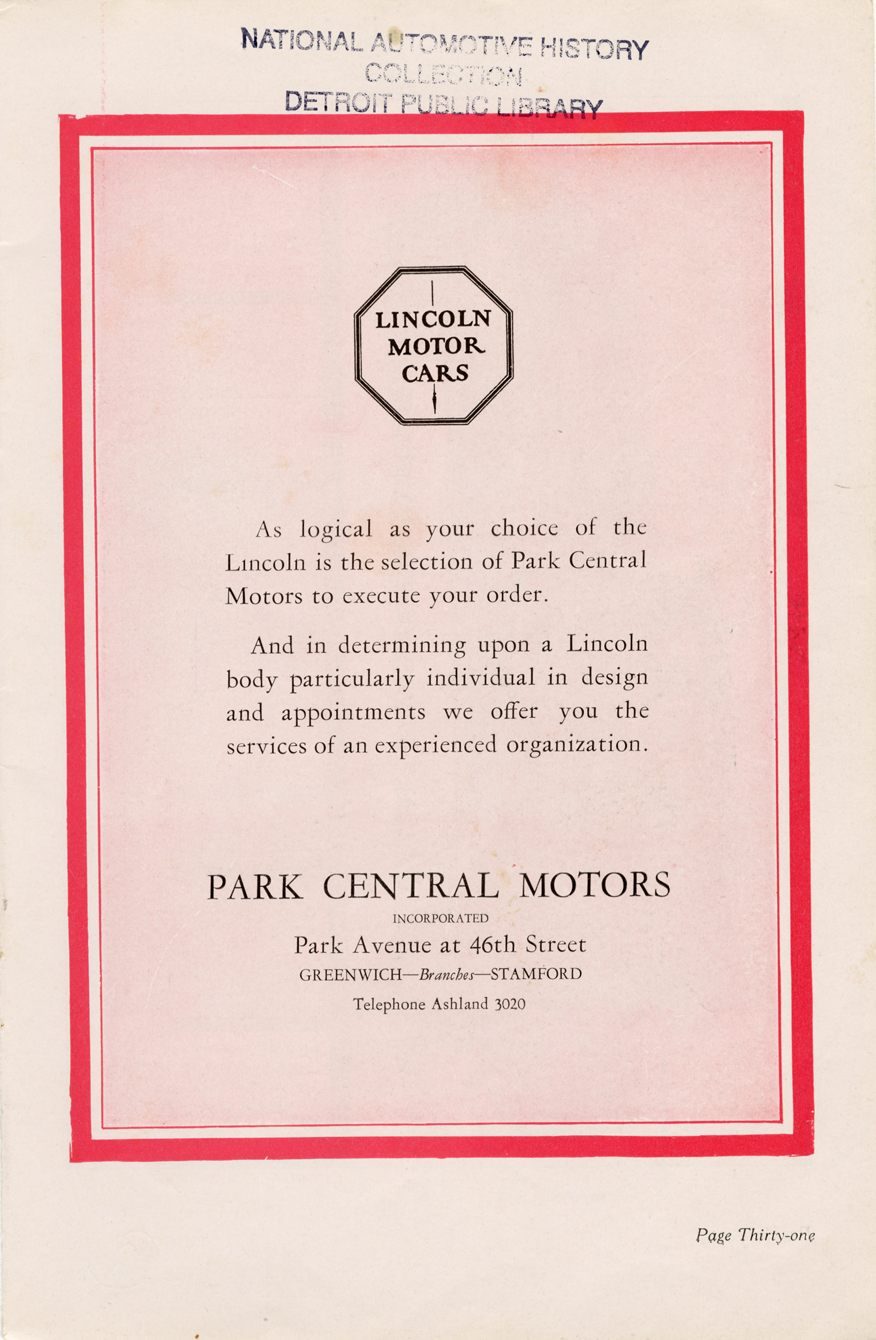 NATIONAL AUTOMOTIVE HISTORY
COLLECTION
DETROIT PUBLIC LIBRARY
LINCOLN
MOTOR
CARS
As logical as your choice of the
Lincoln is the selection of Park Central
Motors to execute your order.
And in determining upon a Lincoln
body particularly individual in design
and appointments we offer you the
services of an experienced organization.
PARK CENTRAL MOTORS
INCORPORATED
Park Avenue at 46th Street
GREENWICH—Branches—STAMFORD
Telephone Ashland 3020
Page Thirty-one